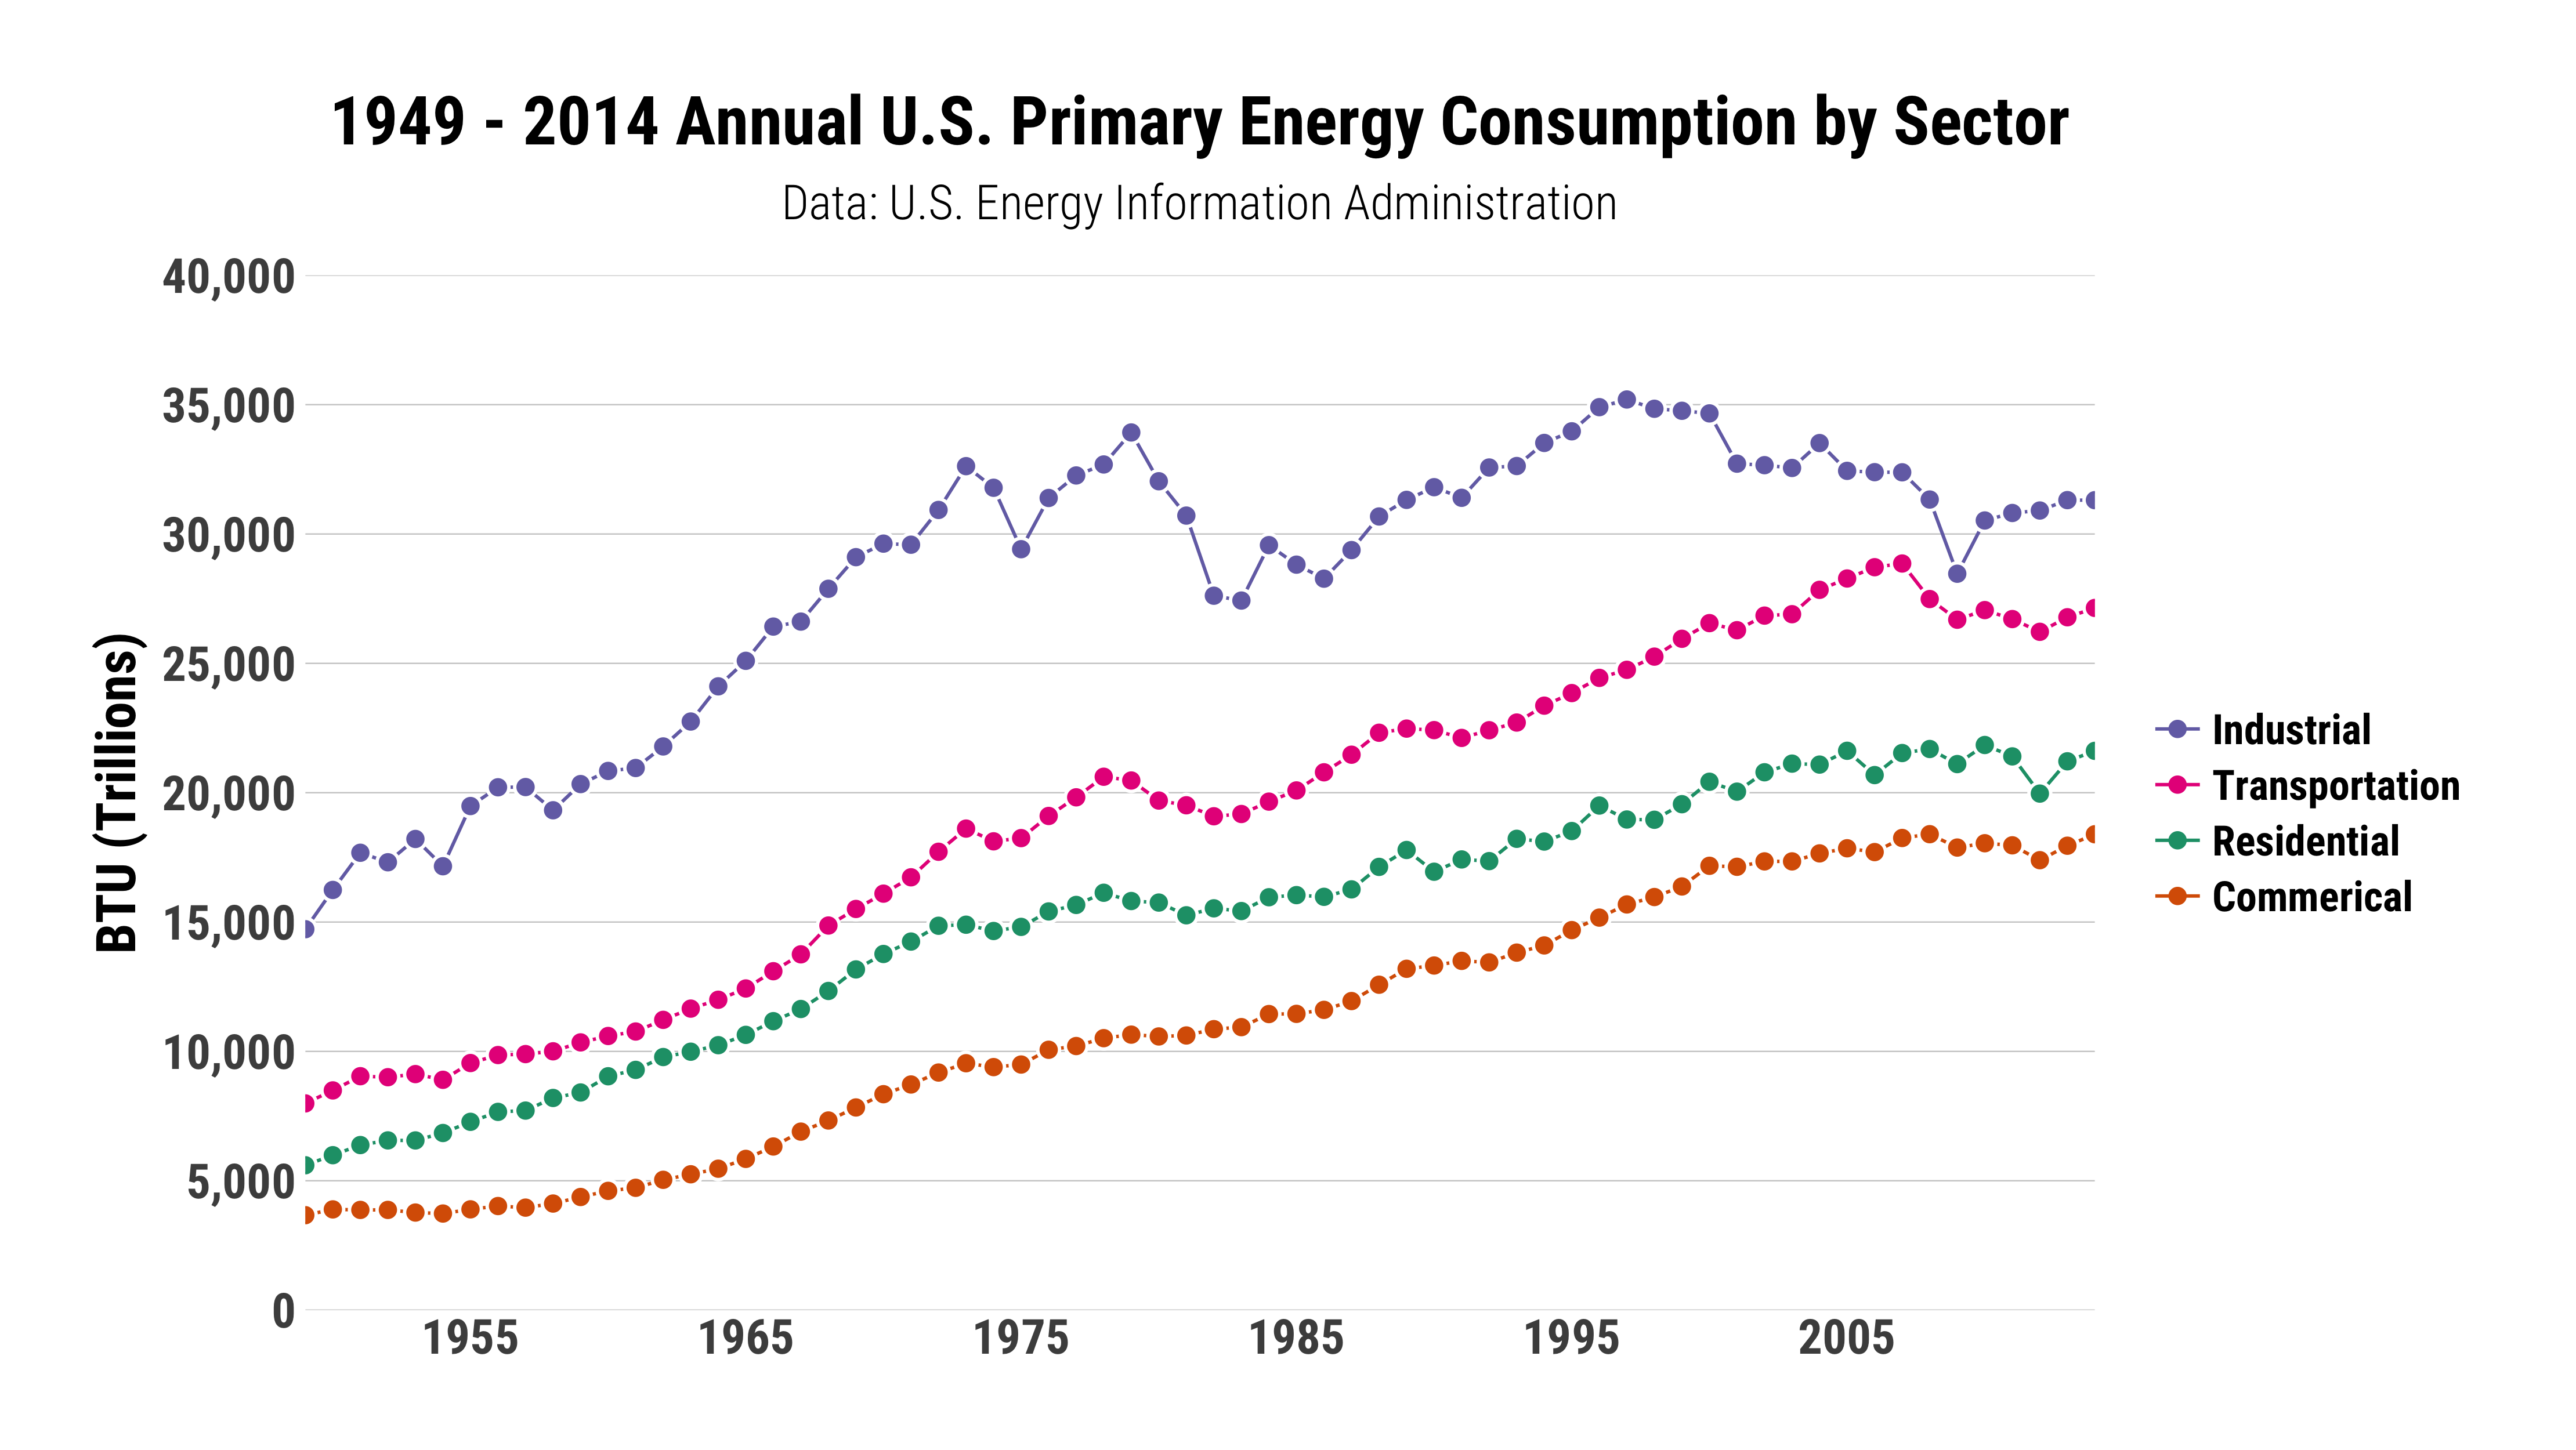 1949 - 2014 Annual U.S. Primary Energy Consumption by Sector
Data: U.S. Energy Information Administration
40,000
35,000
30,000
25,000
20,000
15,000
10,000
5,000
0
BTU (Trillions)
1955 1965 1975 1985 1995 2005
Industrial
Transportation
Residential
Commerical